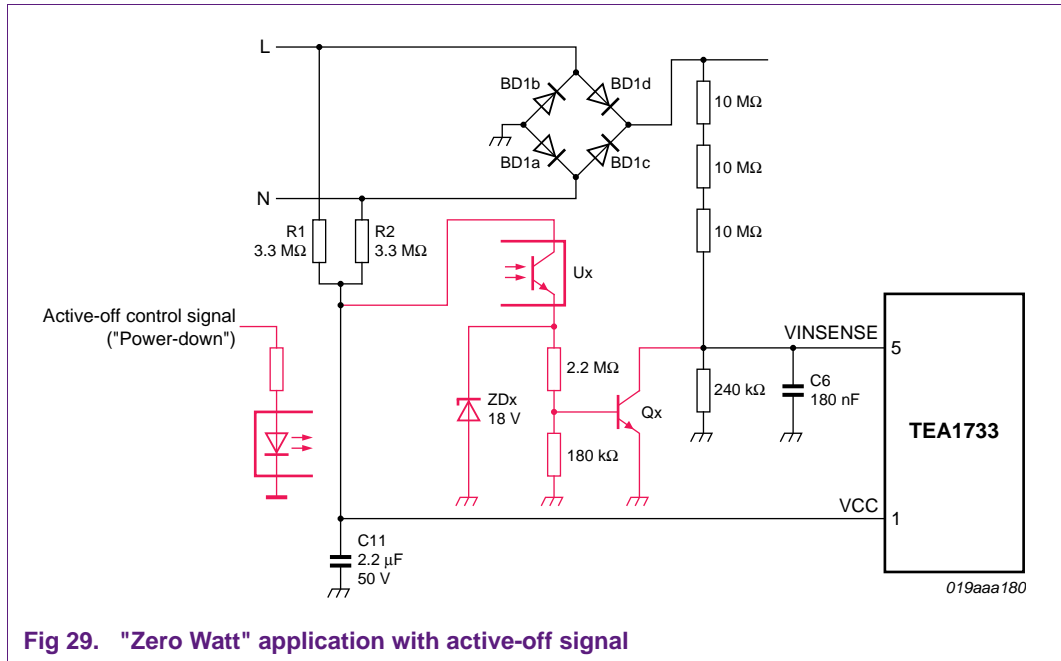 L
BD1b
BD1d
10 MΩ
10 MΩ
10 MΩ
BD1a
BD1c
N
R1
3.3 MΩ
R2
3.3 MΩ
Ux
Active-off control signal
("Power-down")
VINSENSE
5
2.2 MΩ
240 kΩ
C6
180 nF
ZDx
18 V
Qx
TEA1733
180 kΩ
VCC
1
C11
2.2 μF
50 V
019aaa180
Fig 29. "Zero Watt" application with active-off signal